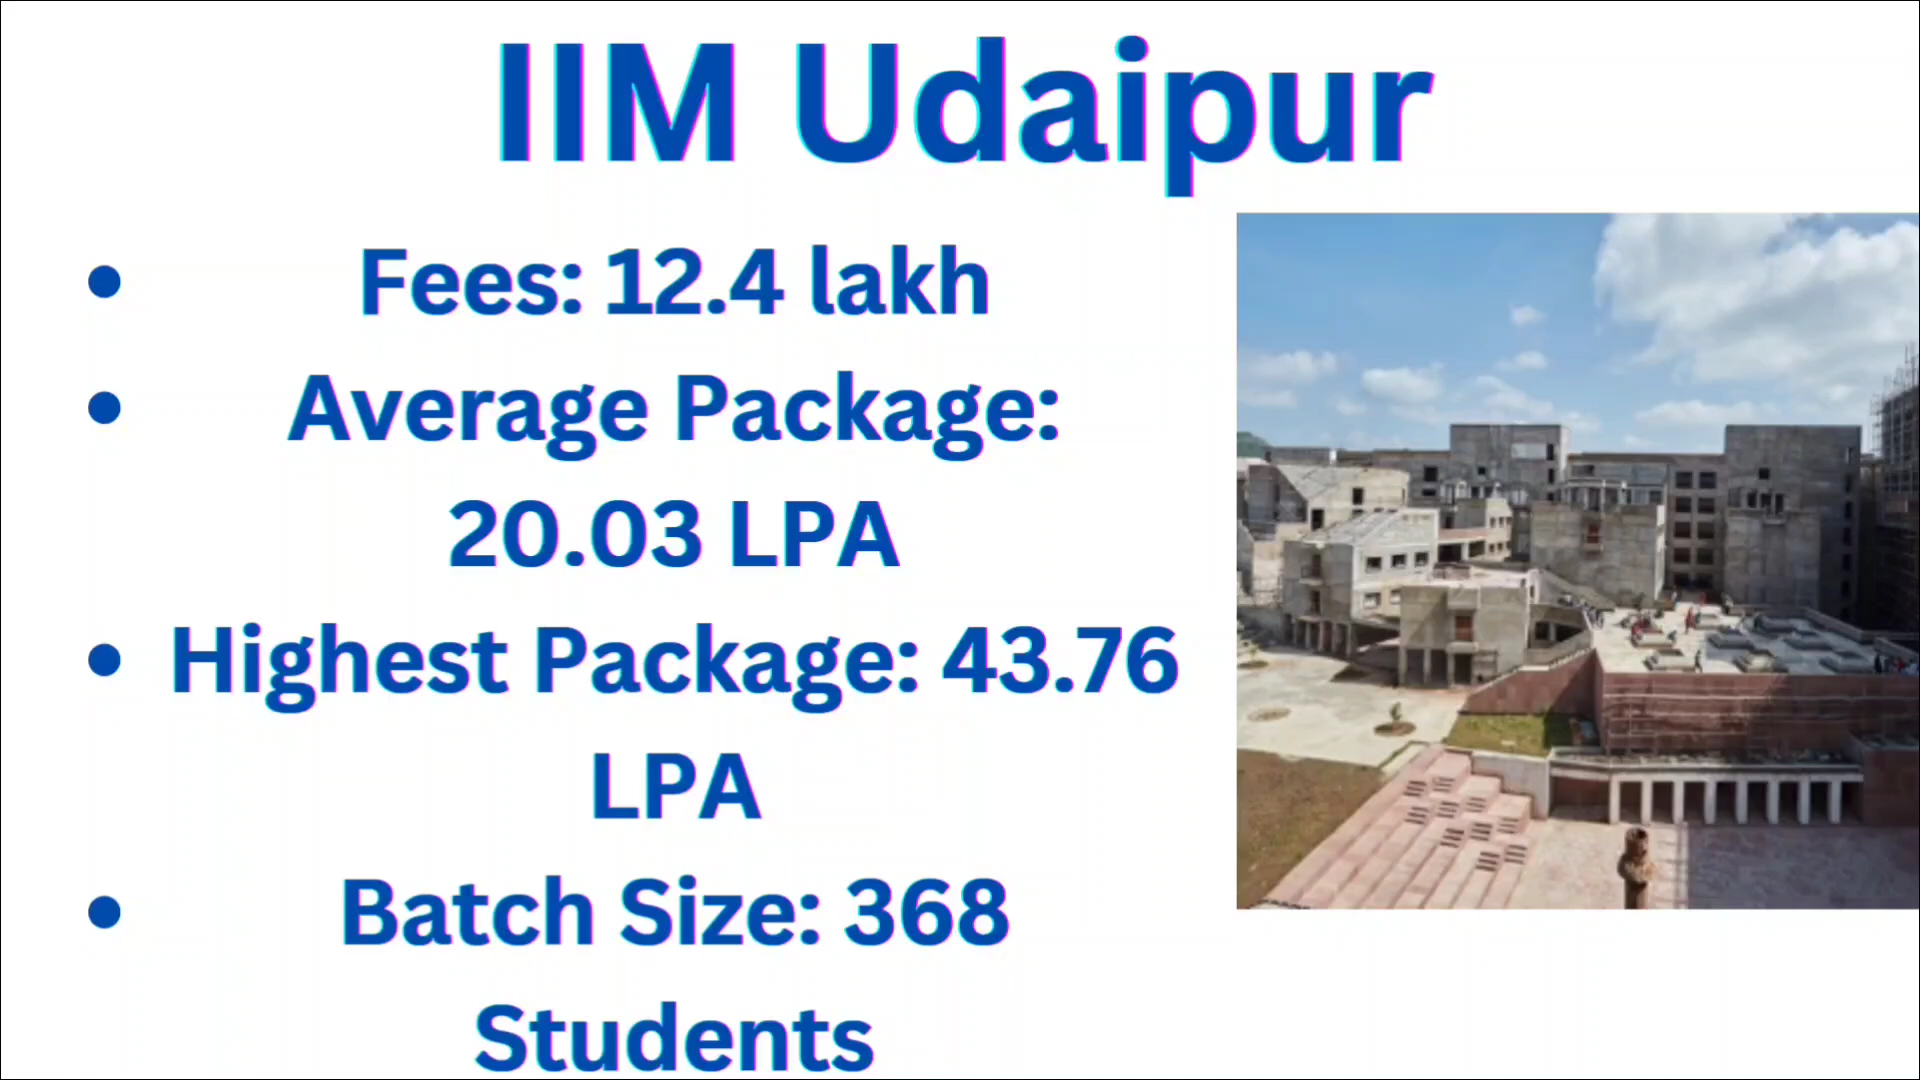 IIM Udaipur
• Fees: 12.4 lakh
• Average Package:
20.03 LPA
• Highest Package: 43.76
LPA
• Batch Size: 368
Students